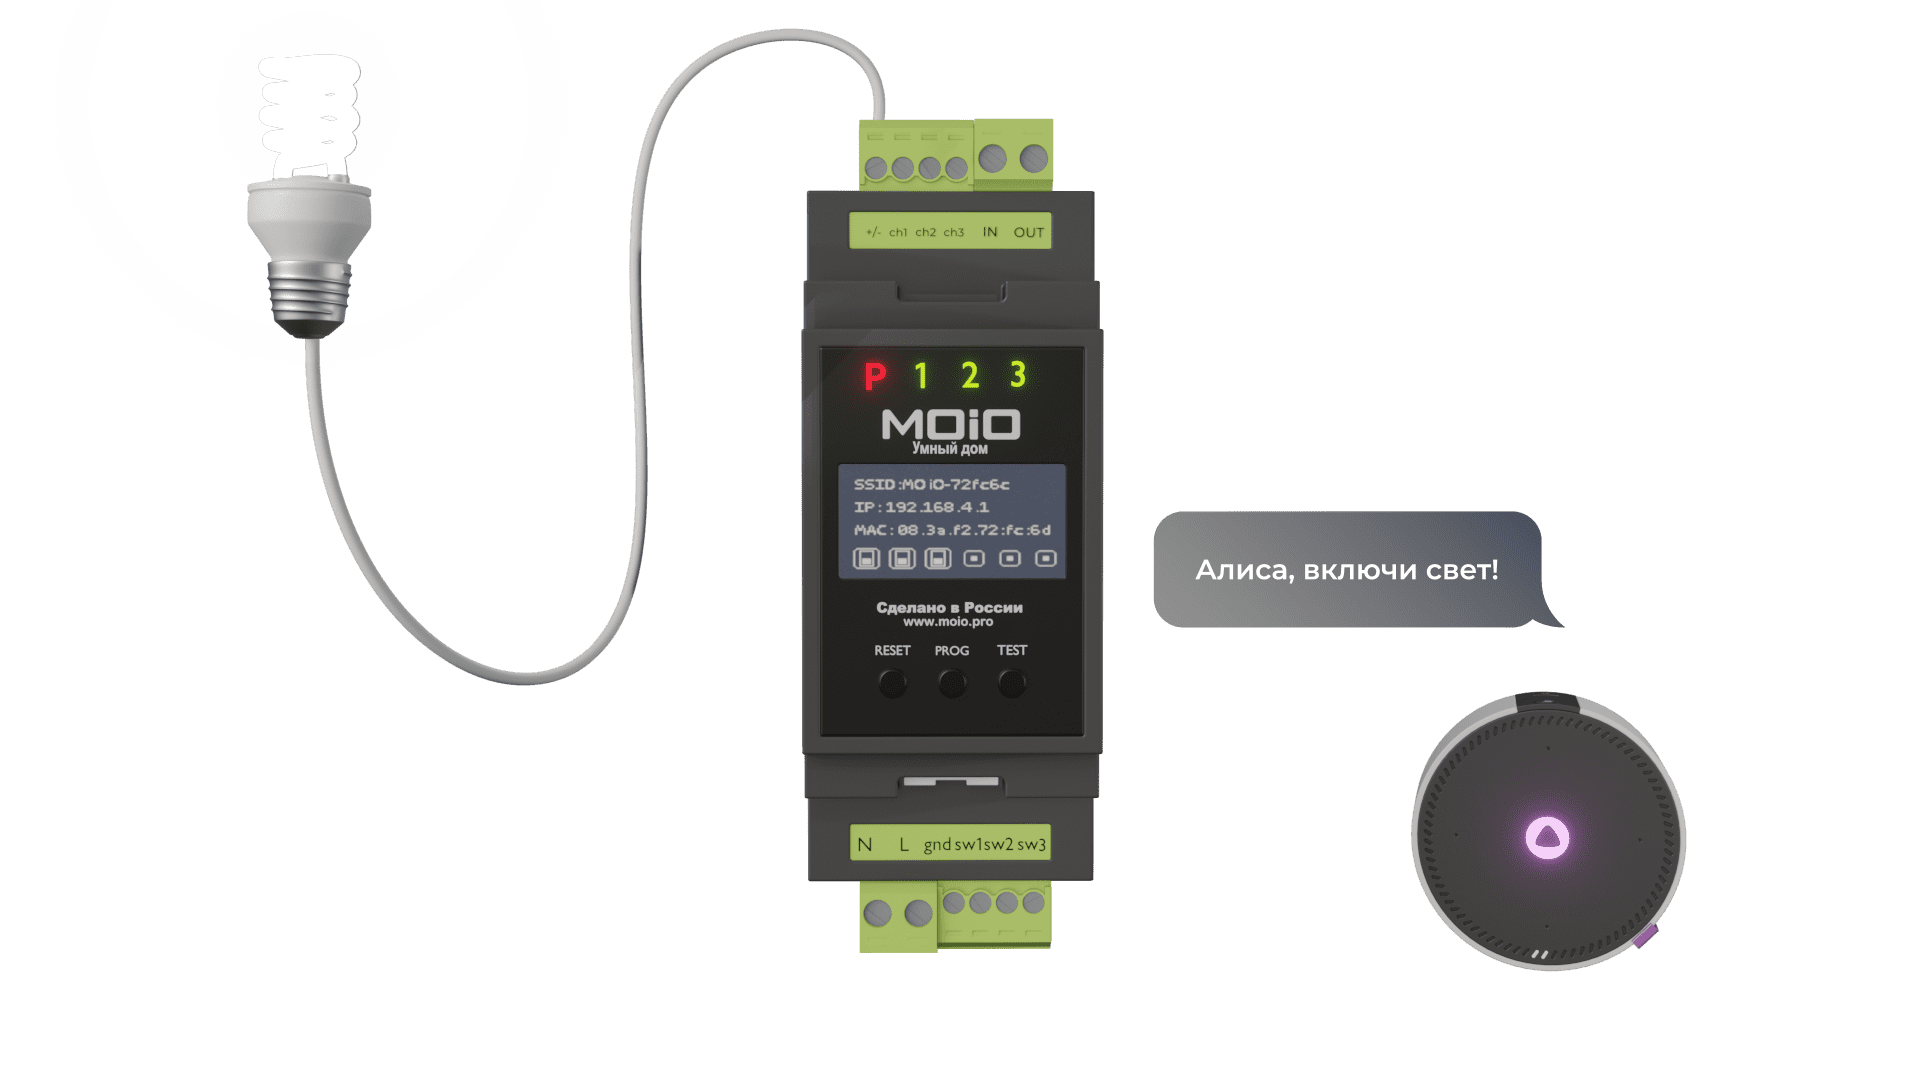 +/- ch1 ch2 ch3 IN OUT
P 1 2 3
MOiO
Умный дом
SSID:MOiO-72fc6c
IP:192.168.4.1
MAC:08.3a.f2.72:fc:6d
Сделано в России
www.moio.pro
RESET PROG TEST
N L gnd sw1 sw2 sw3
Алиса, включи свет!